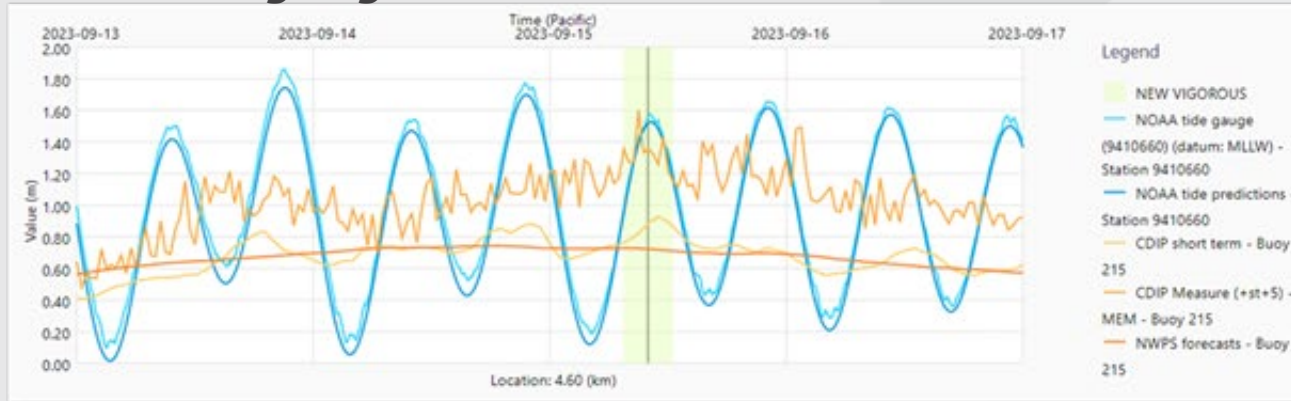 Time (Pacific)
2023-09-13 2023-09-14 2023-09-15 2023-09-16 2023-09-17
2.00
1.80
1.60
1.40
1.20
1.00
0.80
0.60
0.40
0.20
0.00
Value (m)
Location: 4.60 (km)
Legend
NEW VIGOROUS
NOAA tide gauge
(9410660) (datum: MLLW) -
Station 9410660
NOAA tide predictions -
Station 9410660
CDIP short term - Buoy
215
CDIP Measure (+st+5) -
MEM - Buoy 215
NWPS forecasts - Buoy
215